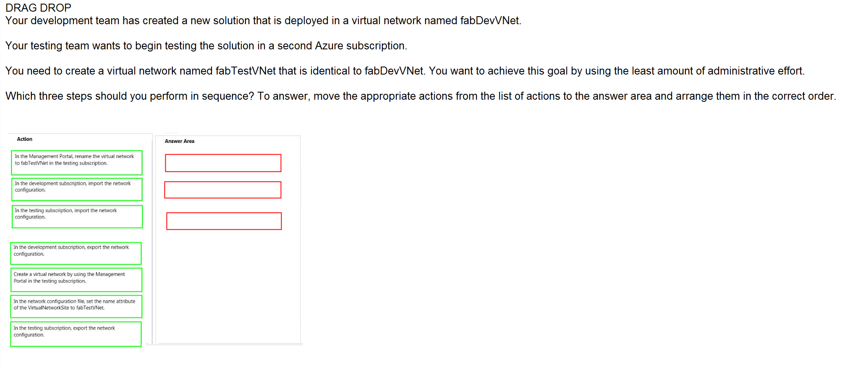 DRAG DROP
Your development team has created a new solution that is deployed in a virtual network named fabDevVNet.
Your testing team wants to begin testing the solution in a second Azure subscription.
You need to create a virtual network named fabTestVNet that is identical to fabDevVNet. You want to achieve this goal by using the least amount of administrative effort.
Which three steps should you perform in sequence? To answer, move the appropriate actions from the list of actions to the answer area and arrange them in the correct order.
Action
Answer Area
In the Management Portal, rename the virtual network
to fabTestVNet in the testing subscription.
In the development subscription, import the network
configuration.
In the testing subscription, import the network
configuration.
In the development subscription, export the network
configuration.
Create a virtual network by using the Management
Portal in the testing subscription.
In the network configuration file, set the name attribute
of the VirtualNetworkSite to fabTestVNet.
In the testing subscription, export the network
configuration.